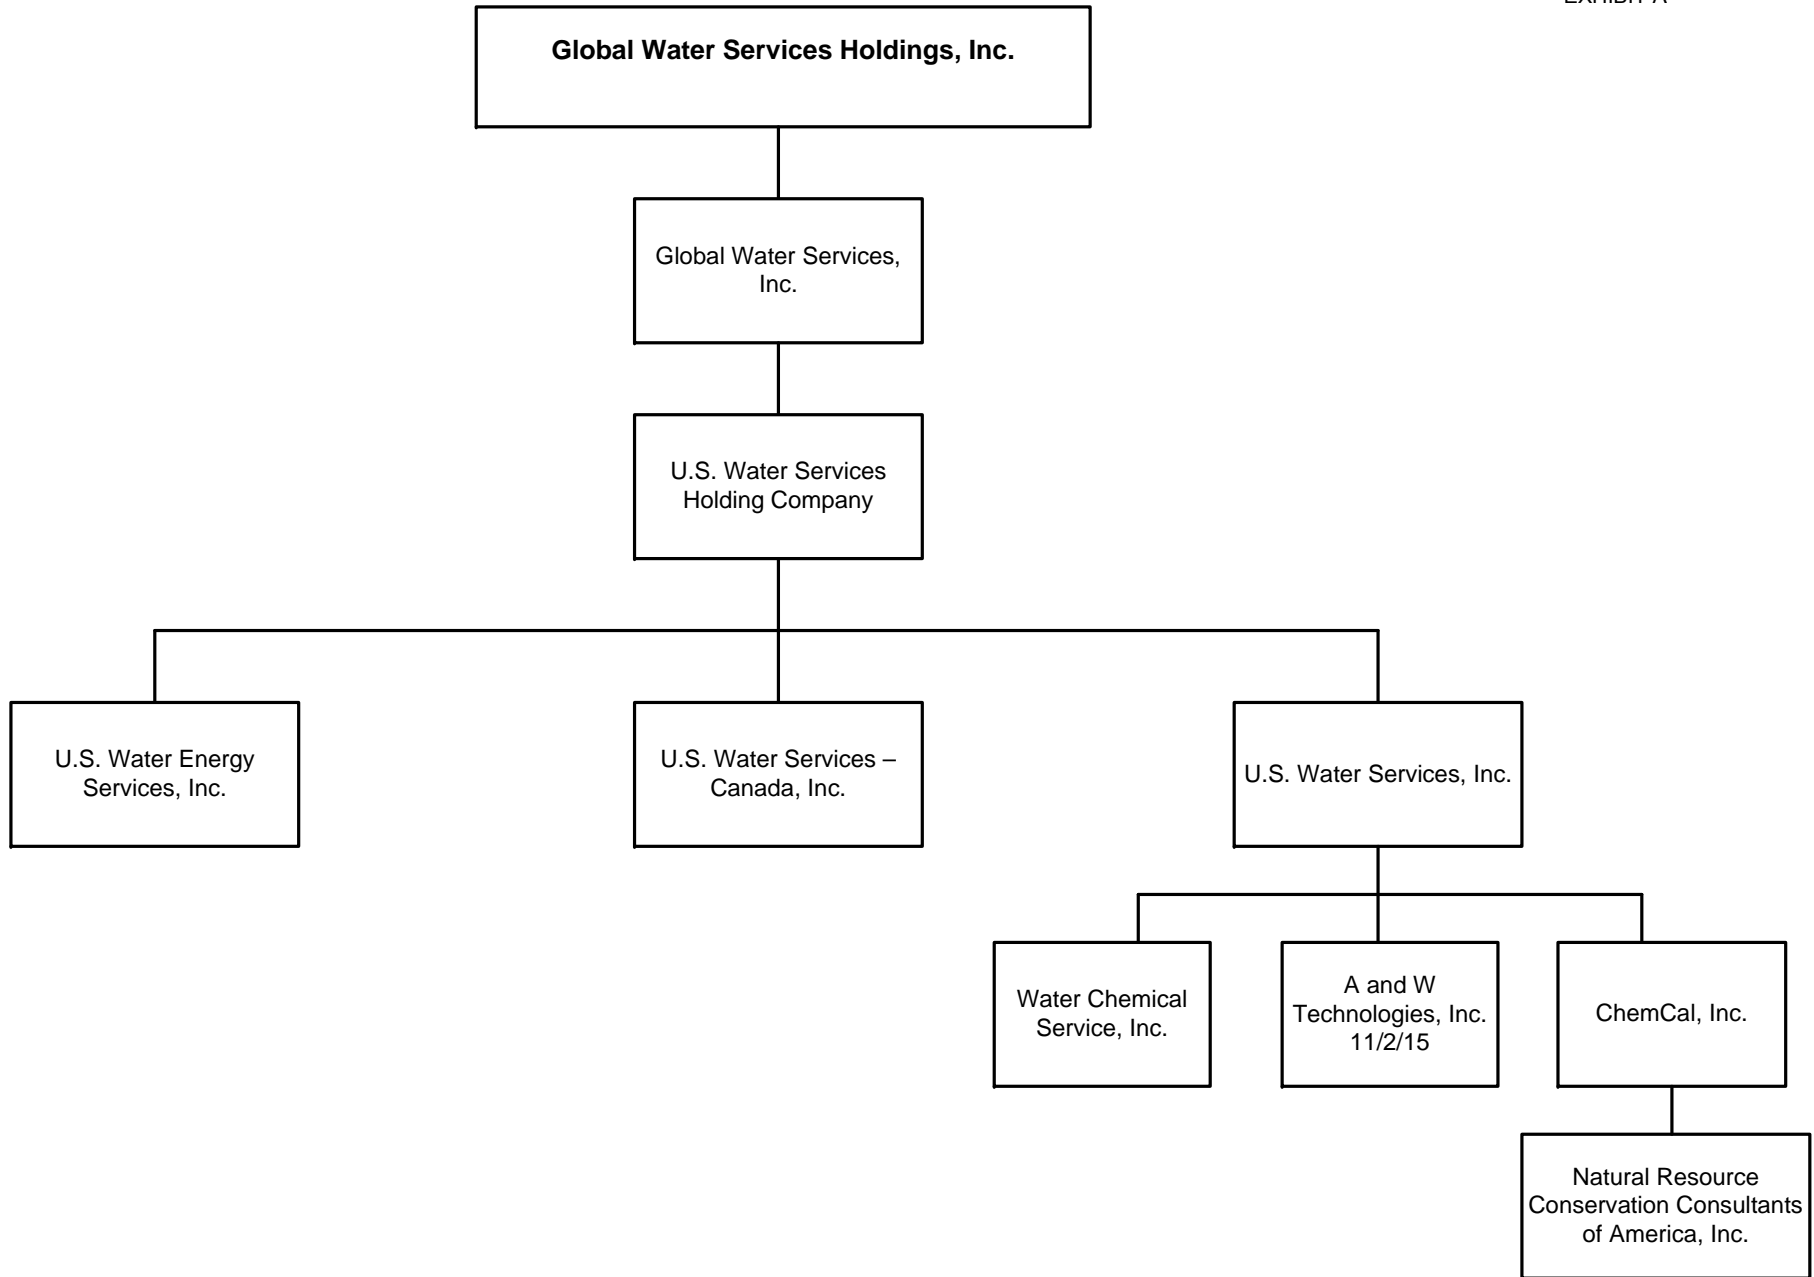 EXHIBIT A
Global Water Services Holdings, Inc.
Global Water Services,
Inc.
U.S. Water Services
Holding Company
U.S. Water Energy
Services, Inc.
U.S. Water Services –
Canada, Inc.
U.S. Water Services, Inc.
Water Chemical
Service, Inc.
A and W
Technologies, Inc.
11/2/15
ChemCal, Inc.
Natural Resource
Conservation Consultants
of America, Inc.